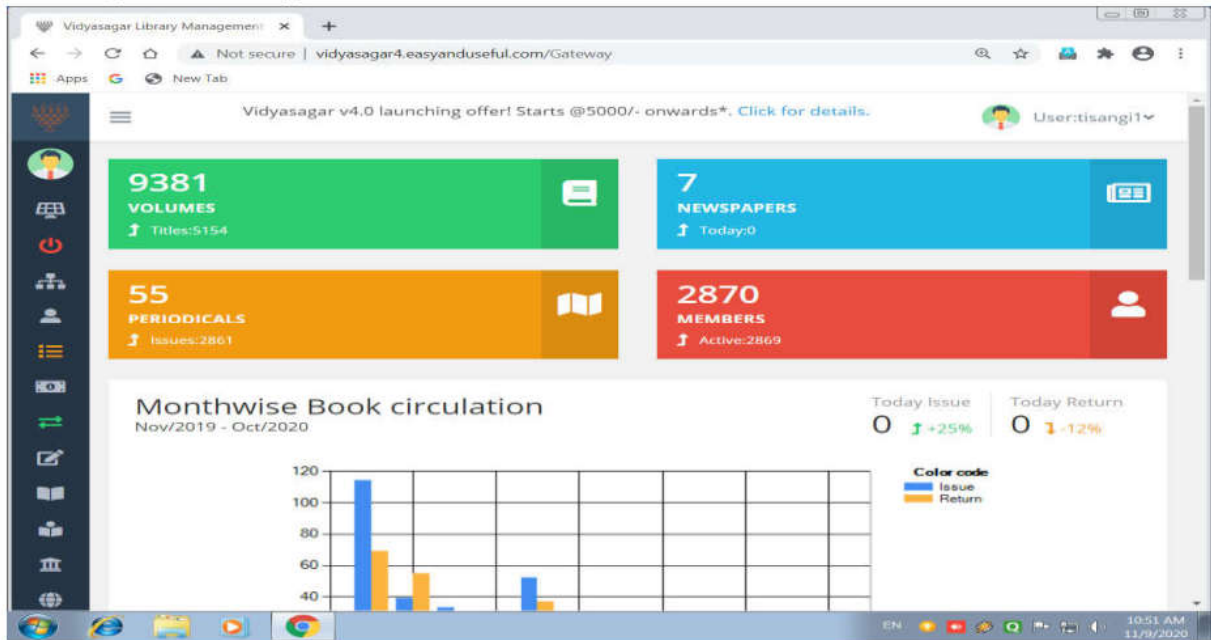 Vidyasagar Library Management
Not secure | vidyasagar4.easyanduseful.com/Gateway
Apps G New Tab
Vidyasagar v4.0 launching offer! Starts @5000/- onwards*. Click for details.
User:tisangi1
9381
VOLUMES
Titles:5154
7
NEWSPAPERS
Today:0
55
PERIODICALS
Issues:2861
2870
MEMBERS
Active:2869
Monthwise Book circulation
Nov/2019 - Oct/2020
Today Issue
0 +25%
Today Return
0 -12%
120
100
80
60
40
Color code
Issue
Return
EN
10:51 AM
11/9/2020